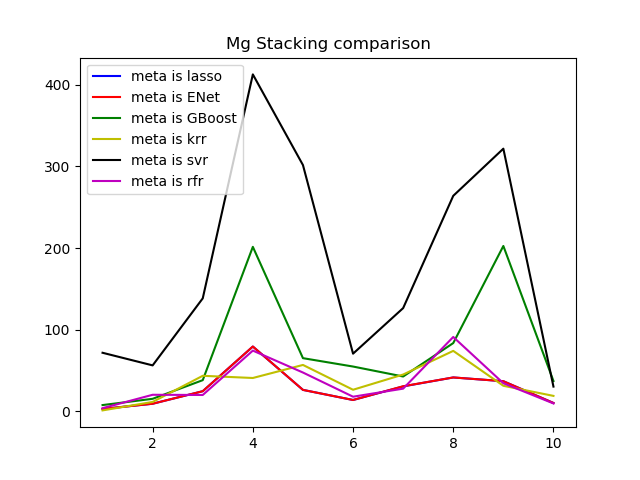 Mg Stacking comparison
meta is lasso
meta is ENet
meta is GBoost
meta is krr
meta is svr
meta is rfr
400
300
200
100
0
2 4 6 8 10